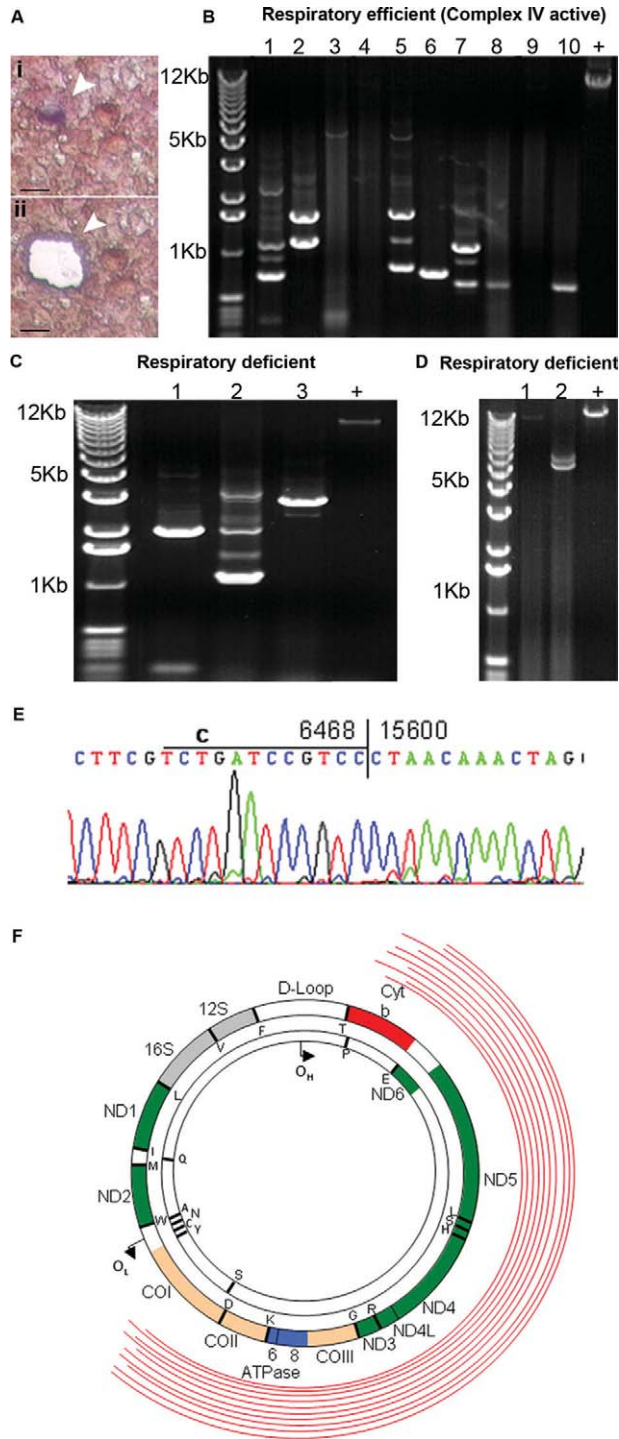 A
i
ii
B
Respiratory efficient (Complex IV active)
1 2 3 4 5 6 7 8 9 10 +
12Kb
5Kb
1Kb
C
Respiratory deficient
1 2 3 +
12Kb
5Kb
1Kb
D
Respiratory deficient
1 2 +
12Kb
5Kb
1Kb
E
C 6468 15600
CTTCGTCTGATCCGTCCCTAACAAACTAG
F
D-Loop
Cyt
b
12S
16S
V
F
T
P
L
O_H
E
ND6
ND1
I
M
Q
ND5
ND2
W
A
N
C
Y
L
S
H
O_L
S
COI
D
COII
K
6
8
ATPase
COIII
G
R
ND3
ND4L
ND4